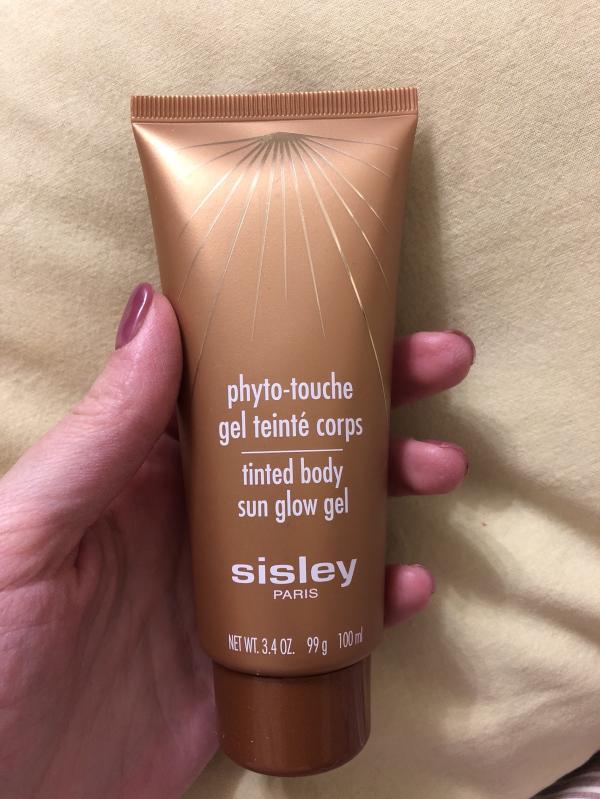 phyto-touche
gel teinté corps
tinted body
sun glow gel
sisley
PARIS
NET WT. 3.4 OZ. 99 g 100 ml